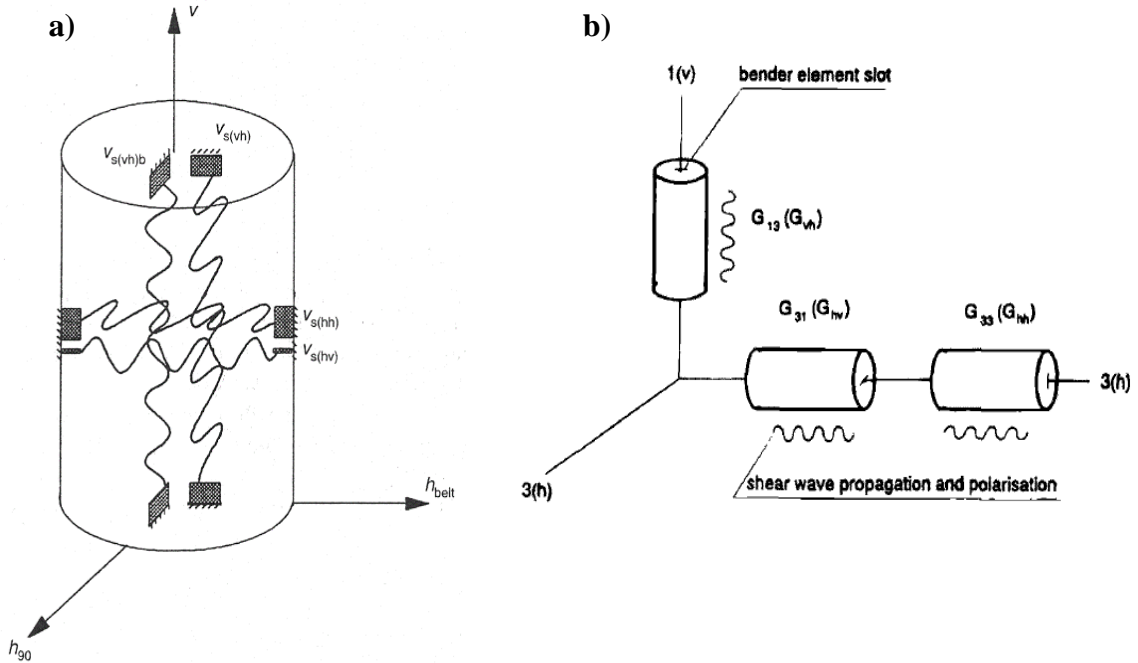 a)
v
v_s(vh)
v_s(vh)b
v_s(hh)
v_s(hv)
h_belt
h_90
b)
1(v)
bender element slot
G_13 (G_vh)
G_31 (G_hv)
G_33 (G_hh)
3(h)
3(h)
shear wave propagation and polarisation